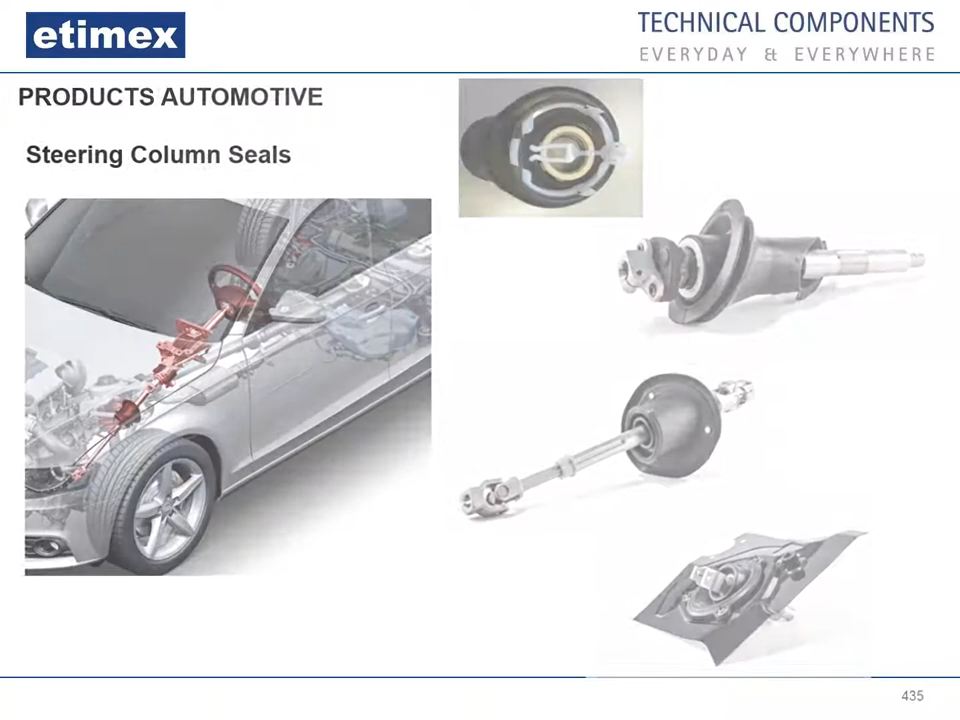 etimex
TECHNICAL COMPONENTS
EVERYDAY & EVERYWHERE
PRODUCTS AUTOMOTIVE
Steering Column Seals
435